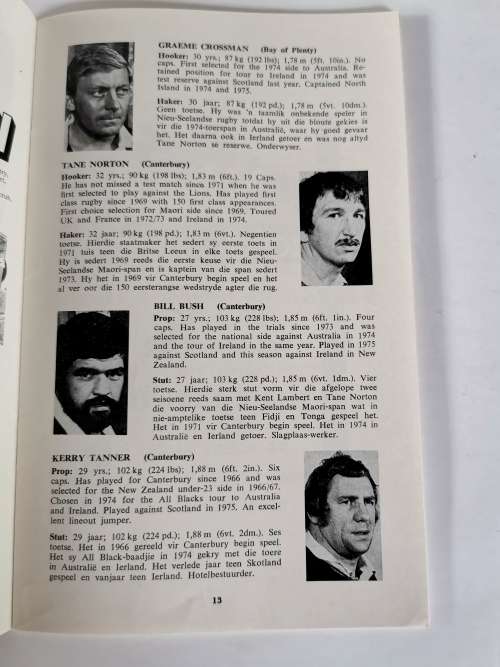 GRAEME CROSSMAN (Bay of Plenty)
Hooker: 30 yrs.; 87 kg (192 lbs); 1,78 m (5ft. 10in.). No
caps. First selected for the 1974 side to Australia. Re-
tained position for tour to Ireland in 1974 and was
test reserve against Scotland last year. Captained North
Island in 1974 and 1975.
Haker: 30 jaar; 87 kg (192 pd.); 1,78 m (5vt. 10dm.).
Geen toetse. Hy was 'n taamlik onbekende speler in
Nieu-Seelandse rugby totdat hy uit die bloute gekies is
vir die 1974-toerspan in Australië, waar hy goed gevaar
het. Het daarna ook in Ierland getoer en was nog altyd
Tane Norton se reserwe. Onderwyser.
TANE NORTON (Canterbury)
Hooker: 32 yrs.; 90 kg (198 lbs); 1,83 m (6ft.). 19 Caps.
He has not missed a test match since 1971 when he was
first selected to play against the Lions. Has played first
class rugby since 1969 with 150 first class appearances.
First choice selection for Maori side since 1969. Toured
UK and France in 1972/73 and Ireland in 1974.
Haker: 32 jaar; 90 kg (198 pd.); 1,83 m (6vt.). Negentien
toetse. Hierdie staatmaker het sedert sy eerste toets in
1971 tuis teen die Britse Leeus in elke toets gespeel.
Hy is sedert 1969 reeds die eerste keuse vir die Nieu-
Seelandse Maori-span en is kaptein van die span sedert
1973. Hy het in 1969 vir Canterbury begin speel en het
al ver oor die 150 eersterangse wedstryde agter die rug.
BILL BUSH (Canterbury)
Prop: 27 yrs.; 103 kg (228 lbs); 1,85 m (6ft. 1in.). Four
caps. Has played in the trials since 1973 and was
selected for the national side against Australia in 1974
and the tour of Ireland in the same year. Played in 1975
against Scotland and this season against Ireland in New
Zealand.
Stut: 27 jaar; 103 kg (228 pd.); 1,85 m (6vt. 1dm.). Vier
toetse. Hierdie sterk stut vorm vir die afgelope twee
seisoene reeds saam met Kent Lambert en Tane Norton
die voorry van die Nieu-Seelandse Maori-span wat in
nie-amptelike toetse teen Fidji en Tonga gespeel het.
Het in 1971 vir Canterbury begin speel. Het in 1974 in
Australië en Ierland getoer. Slagplaas-werker.
KERRY TANNER (Canterbury)
Prop: 29 yrs.; 102 kg (224 lbs); 1,88 m (6ft. 2in.). Six
caps. Has played for Canterbury since 1966 and was
selected for the New Zealand under-23 side in 1966/67.
Chosen in 1974 for the All Blacks tour to Australia
and Ireland. Played against Scotland in 1975. An excel-
lent lineout jumper.
Stut: 29 jaar; 102 kg (224 pd.); 1,88 m (6vt. 2dm.). Ses
toetse. Het in 1966 gereeld vir Canterbury begin speel.
Het sy All Black-baadjie in 1974 gekry met die toere
in Australië en Ierland. Het verlede jaar teen Skotland
gespeel en vanjaar teen Ierland. Hotelbestuurder.
13